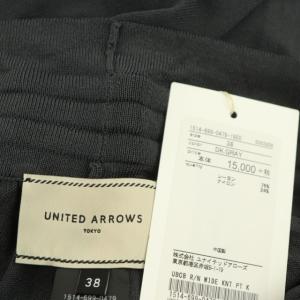 1514-699-0479-1660
38
DK.GRAY
本体 15,000 +税
レーヨン 76%
ナイロン 24%
中国製
株式会社 ユナイテッドアローズ
UBCB R/N WIDE KNT PT K
UNITED ARROWS
TOKYO
38
1514-699-0479